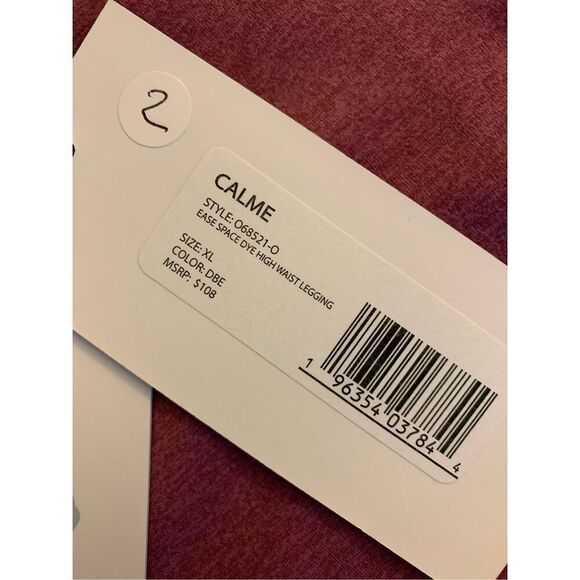 2
CALME
STYLE: O68521-O
EASE SPACE DYE HIGH WAIST LEGGING
SIZE: XL
COLOR: DBE
MSRP: $108
1 96354 03784 4